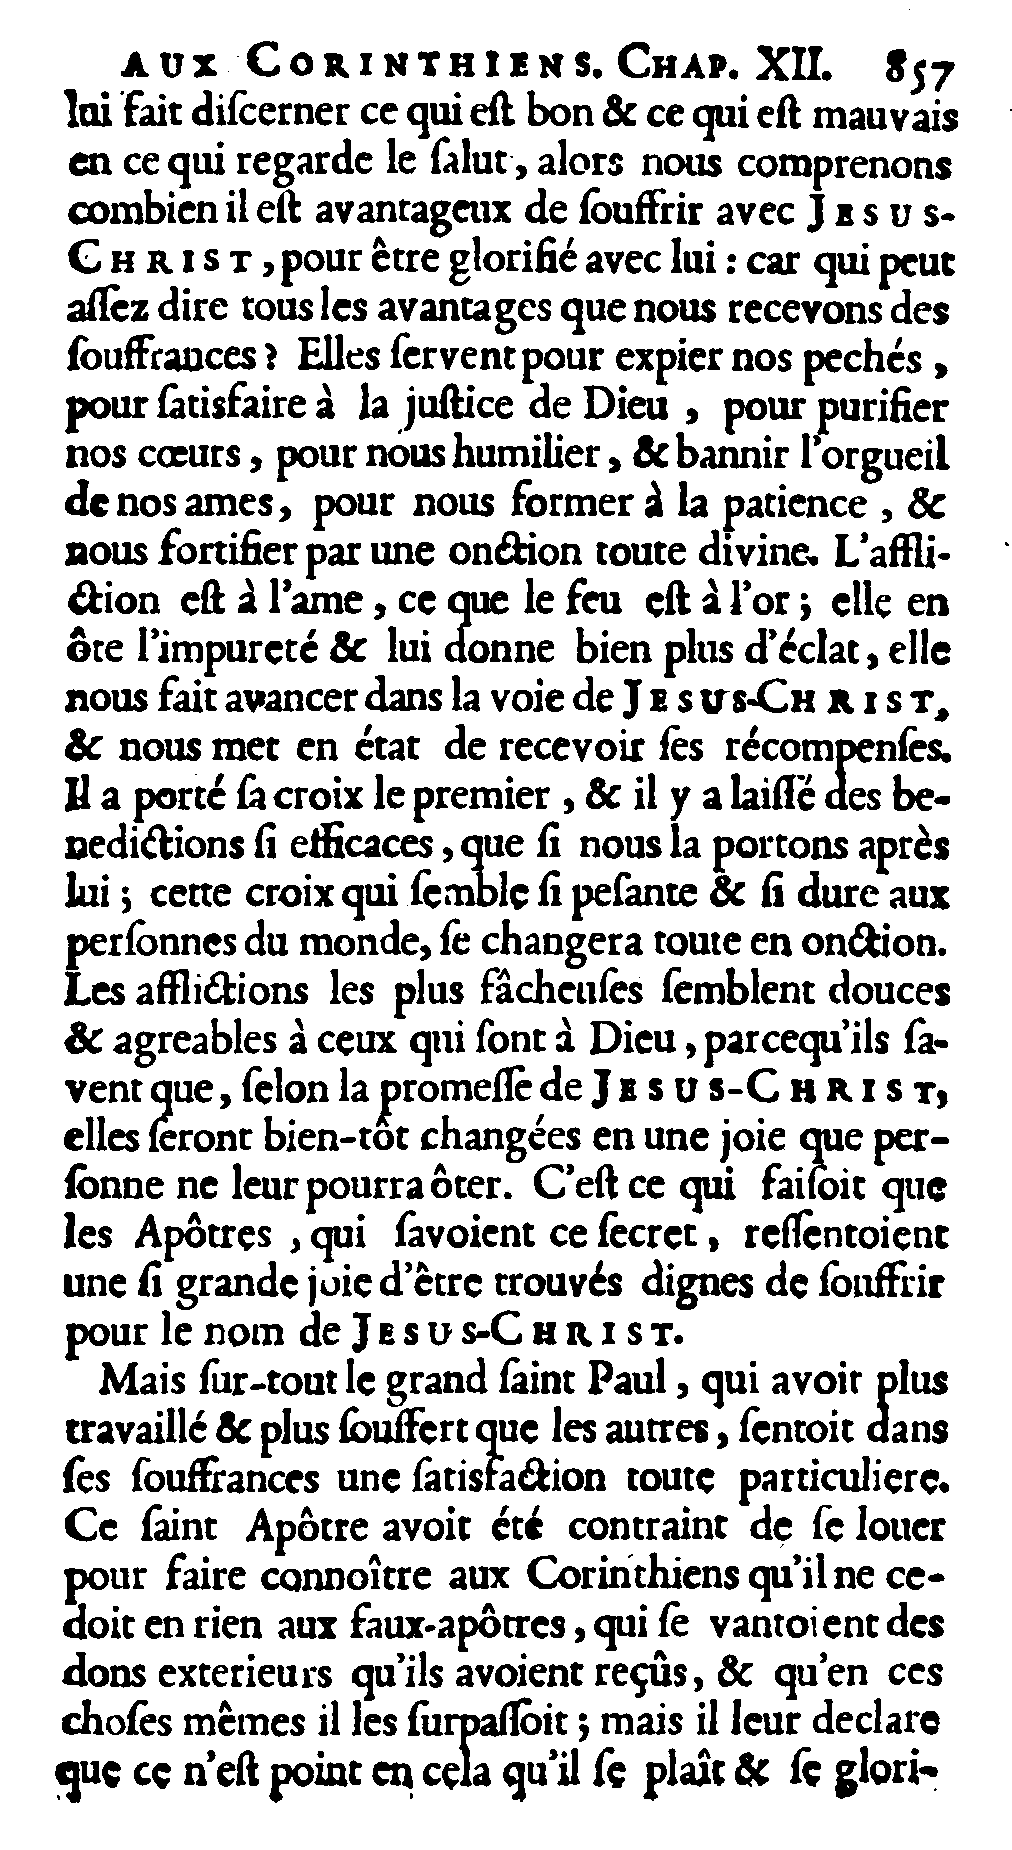 AUX CORINTHIENS. CHAP. XII. 857
lui fait diſcerner ce qui eſt bon & ce qui eſt mauvais
en ce qui regarde le ſalut, alors nous comprenons
combien il eſt avantageux de ſouffrir avec JESUS-
CHRIST, pour être glorifié avec lui : car qui peut
aſſez dire tous les avantages que nous recevons des
ſouffrances ? Elles ſervent pour expier nos pechés,
pour ſatisfaire à la juſtice de Dieu, pour purifier
nos cœurs, pour nous humilier, & bannir l'orgueil
de nos ames, pour nous former à la patience, &
nous fortifier par une onction toute divine. L'affli-
ction eſt à l'ame, ce que le feu eſt à l'or ; elle en
ôte l'impureté & lui donne bien plus d'éclat, elle
nous fait avancer dans la voie de JESUS-CHRIST,
& nous met en état de recevoir ſes récompenſes.
Il a porté ſa croix le premier, & il y a laiſſé des be-
nedictions ſi efficaces, que ſi nous la portons après
lui ; cette croix qui ſemble ſi peſante & ſi dure aux
perſonnes du monde, ſe changera toute en onction.
Les afflictions les plus fâcheuſes ſemblent douces
& agreables à ceux qui ſont à Dieu, parcequ'ils ſa-
vent que, ſelon la promeſſe de JESUS-CHRIST,
elles ſeront bien-tôt changées en une joie que per-
ſonne ne leur pourra ôter. C'eſt ce qui faiſoit que
les Apôtres, qui ſavoient ce ſecret, reſſentoient
une ſi grande joie d'être trouvés dignes de ſouffrir
pour le nom de JESUS-CHRIST.
Mais ſur-tout le grand ſaint Paul, qui avoit plus
travaillé & plus ſouffert que les autres, ſentoit dans
ſes ſouffrances une ſatisfaction toute particuliere.
Ce ſaint Apôtre avoit été contraint de ſe louer
pour faire connoître aux Corinthiens qu'il ne ce-
doit en rien aux faux-apôtres, qui ſe vantoient des
dons exterieurs qu'ils avoient reçûs, & qu'en ces
choſes mêmes il les ſurpaſſoit ; mais il leur declare
que ce n'eſt point en cela qu'il ſe plaît & ſe glori-